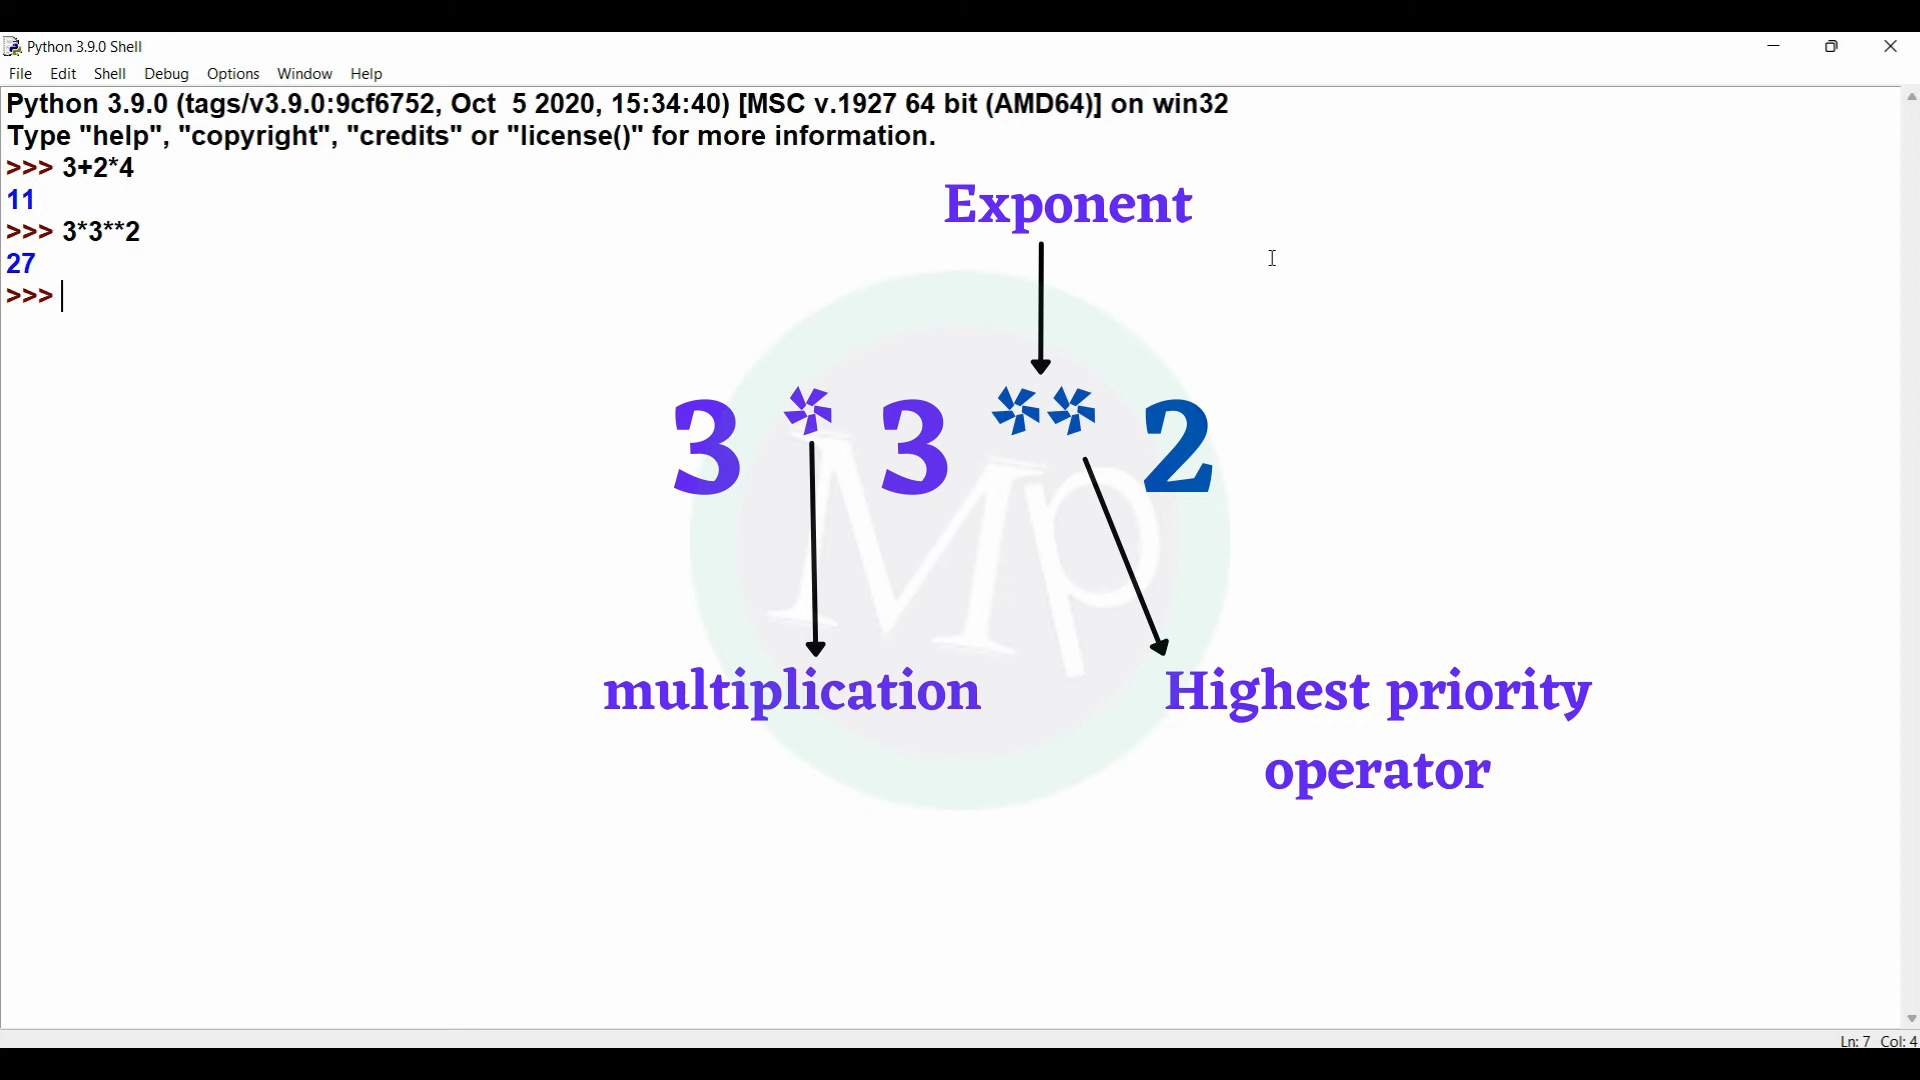 Python 3.9.0 Shell
File Edit Shell Debug Options Window Help
Python 3.9.0 (tags/v3.9.0:9cf6752, Oct  5 2020, 15:34:40) [MSC v.1927 64 bit (AMD64)] on win32
Type "help", "copyright", "credits" or "license()" for more information.
>>> 3+2*4
11
>>> 3*3**2
27
>>>
Exponent
3 * 3 ** 2
Mp
multiplication
Highest priority
operator
Ln: 7 Col: 4